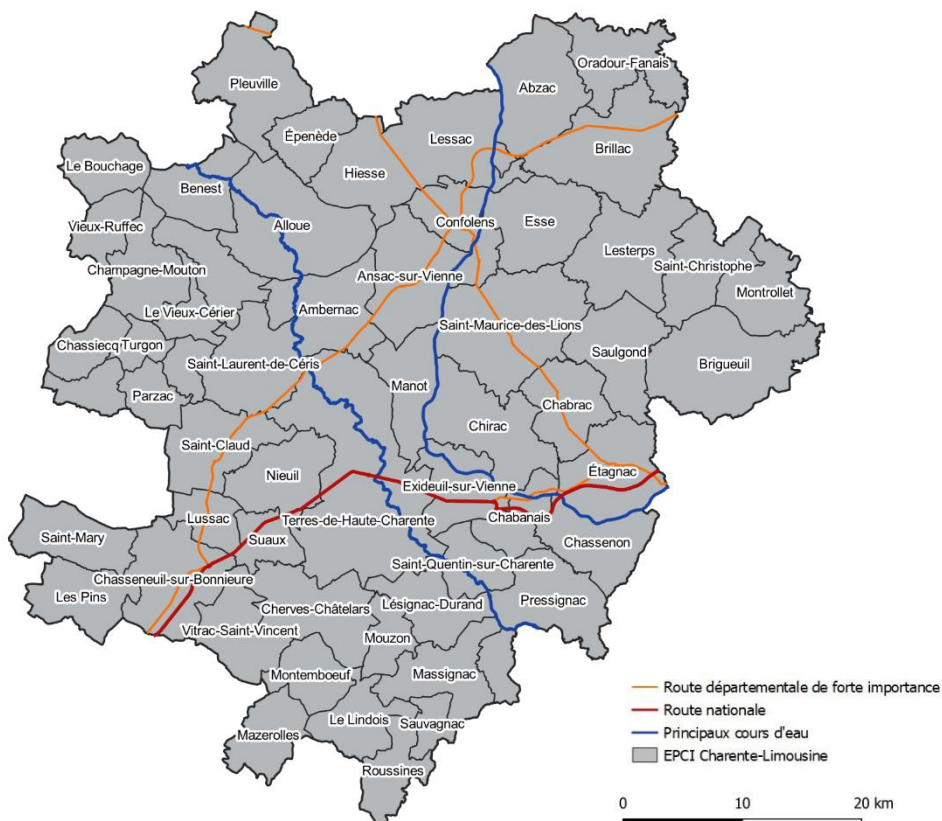 Oradour-Fanais
Pleuville
Abzac
Épenède
Lessac
Brillac
Le Bouchage
Hiesse
Benest
Vieux-Ruffec
Alloue
Confolens
Esse
Lesterps
Champagne-Mouton
Ansac-sur-Vienne
Saint-Christophe
Montrollet
Le Vieux-Cérier
Ambernac
Saint-Maurice-des-Lions
Chassiecq
Turgon
Saint-Laurent-de-Céris
Saulgond
Brigueuil
Manot
Parzac
Chabrac
Chirac
Saint-Claud
Nieuil
Étagnac
Exideuil-sur-Vienne
Lussac
Terres-de-Haute-Charente
Chabanais
Saint-Mary
Suaux
Chassenon
Saint-Quentin-sur-Charente
Chasseneuil-sur-Bonnieure
Les Pins
Pressignac
Cherves-Châtelars
Lésignac-Durand
Vitrac-Saint-Vincent
Mouzon
Montemboeuf
Massignac
Le Lindois
Sauvagnac
Mazerolles
Roussines
Route départementale de forte importance
Route nationale
Principaux cours d'eau
EPCI Charente-Limousine
0 10 20 km